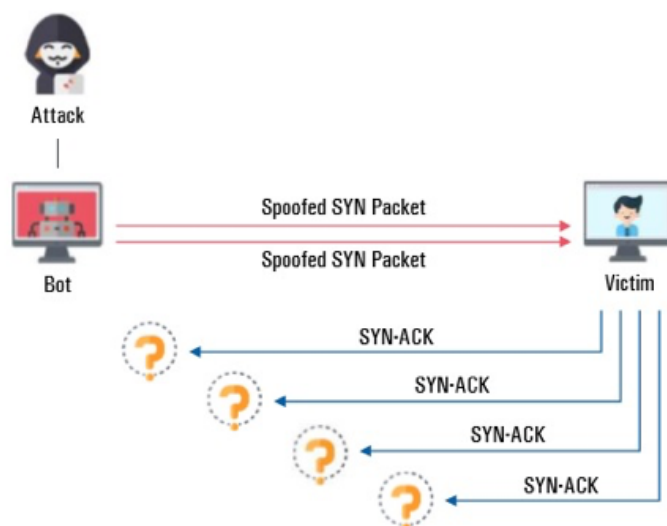 Attack
Spoofed SYN Packet
Spoofed SYN Packet
Bot
Victim
SYN-ACK
SYN-ACK
SYN-ACK
SYN-ACK